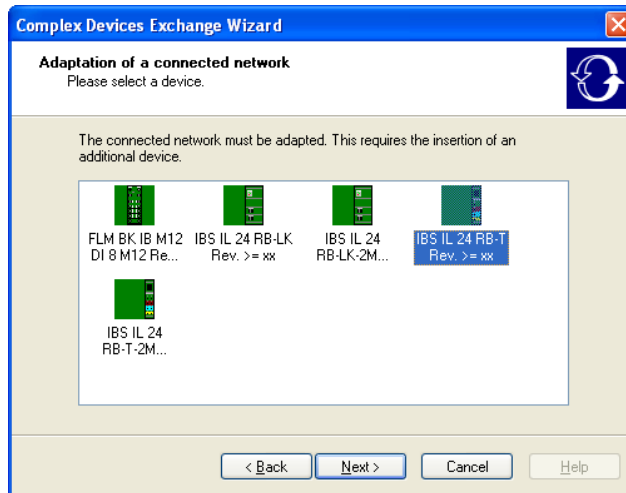 Complex Devices Exchange Wizard
Adaptation of a connected network
Please select a device.
The connected network must be adapted. This requires the insertion of an
additional device.
FLM BK IB M12
DI 8 M12 Re...
IBS IL 24 RB-LK
Rev. >= xx
IBS IL 24
RB-LK-2M...
IBS IL 24 RB-T
Rev. >= xx
IBS IL 24
RB-T-2M...
< Back
Next >
Cancel
Help